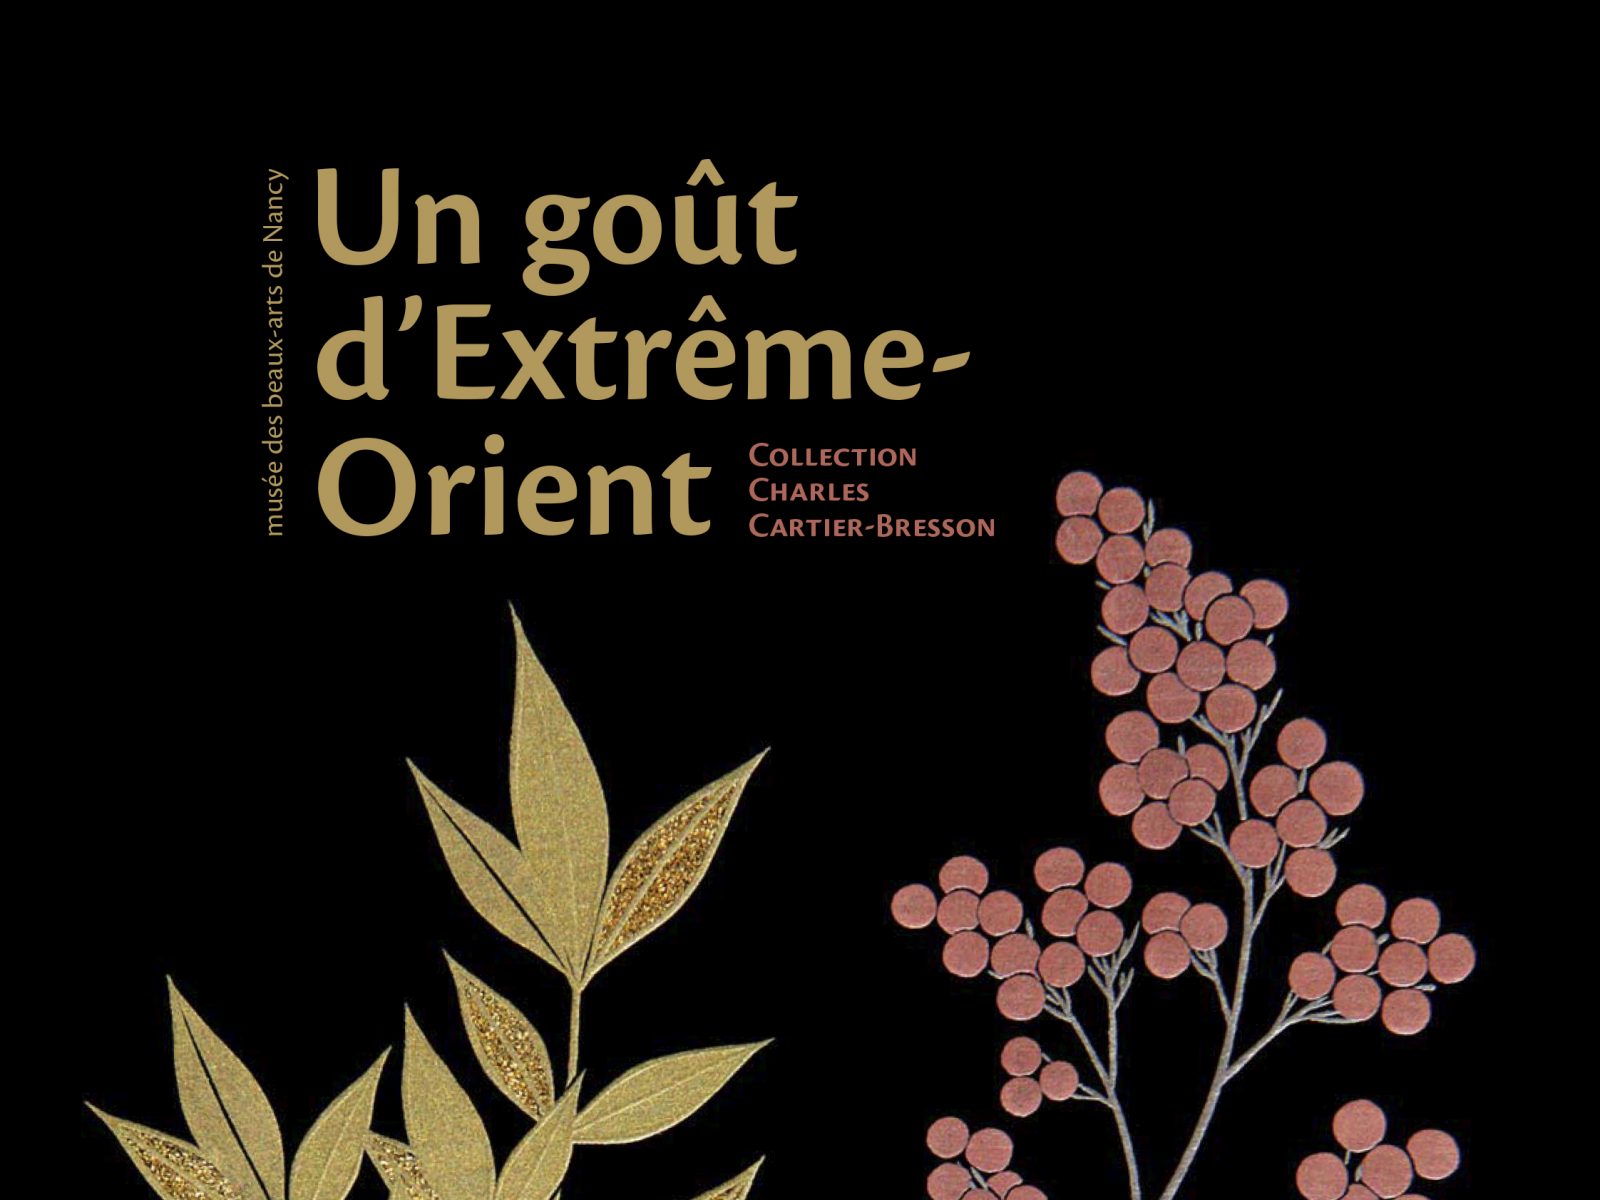 musée des beaux-arts de Nancy
Un goût
d’Extrême-
Orient
Collection
Charles
Cartier-Bresson